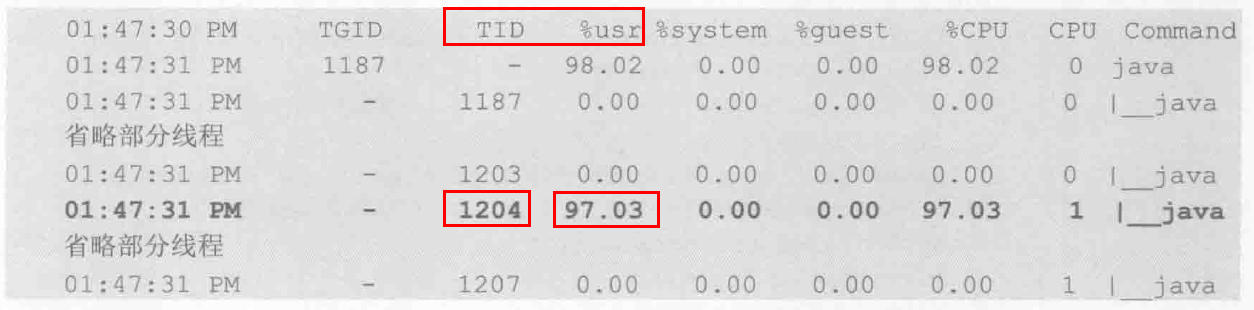 01:47:30 PM TGID TID %usr %system %guest %CPU CPU Command
01:47:31 PM 1187 - 98.02 0.00 0.00 98.02 0 java
01:47:31 PM - 1187 0.00 0.00 0.00 0.00 0 |__java
省略部分线程
01:47:31 PM - 1203 0.00 0.00 0.00 0.00 0 |__java
01:47:31 PM - 1204 97.03 0.00 0.00 97.03 1 |__java
省略部分线程
01:47:31 PM - 1207 0.00 0.00 0.00 0.00 1 |__java